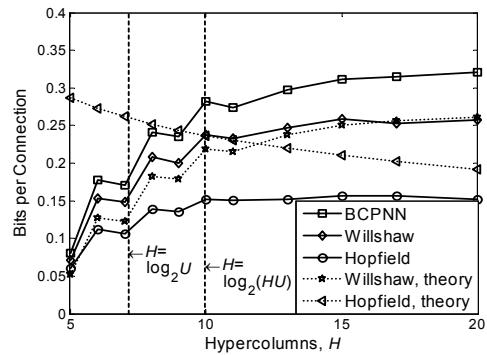 0.4
0.35
0.3
0.25
0.2
0.15
0.1
0.05
0
Bits per Connection
←H=
log₂U
←H=
log₂(HU)
BCPNN
Willshaw
Hopfield
Willshaw, theory
Hopfield, theory
5
10
15
20
Hypercolumns, H